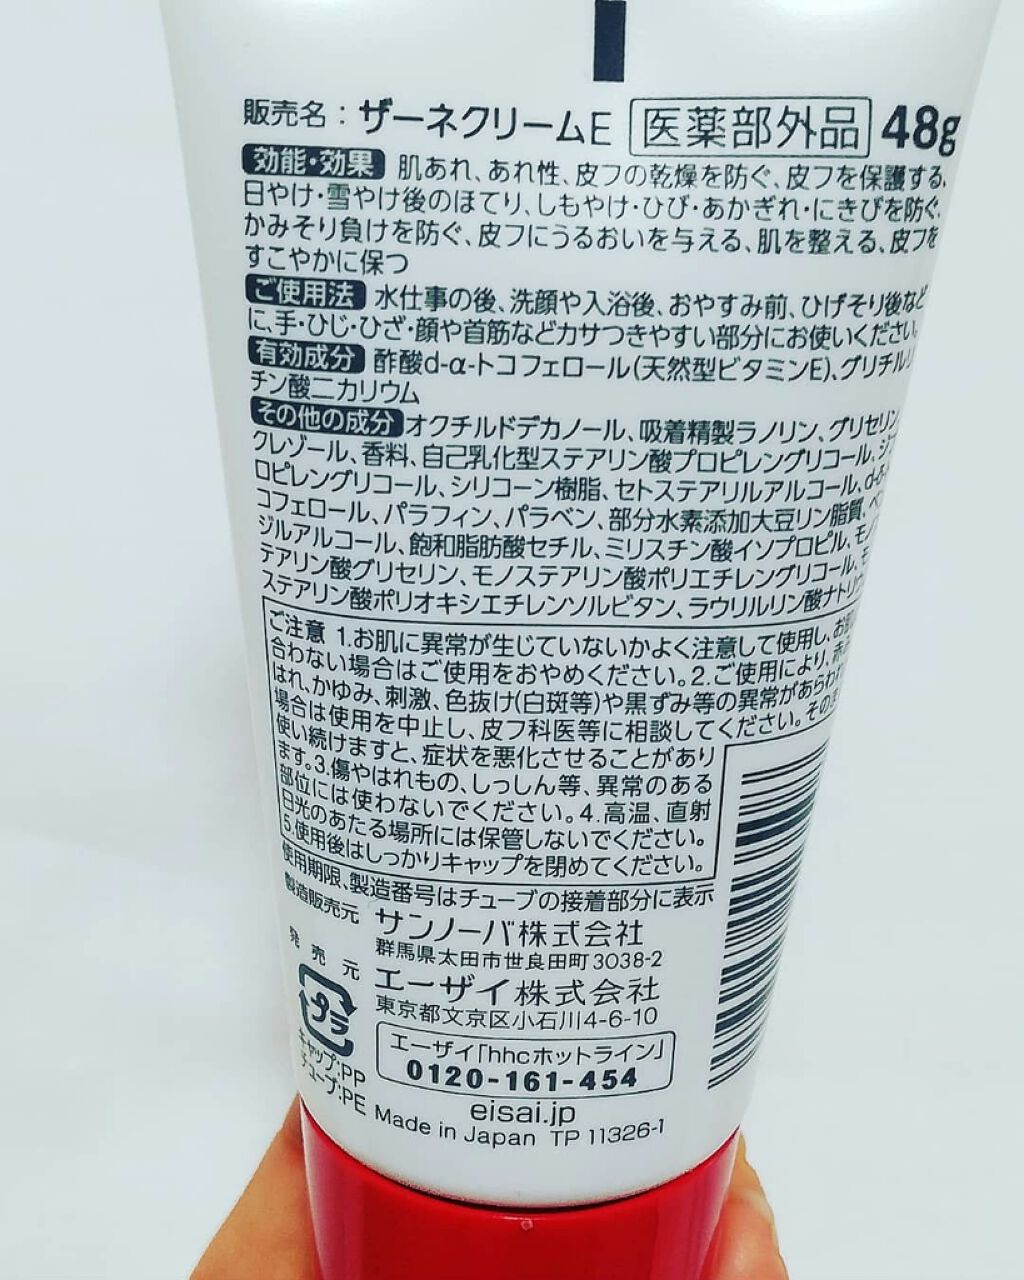 販売名：ザーネクリームE 医薬部外品 48g
効能・効果 肌あれ、あれ性、皮フの乾燥を防ぐ、皮フを保護する、
日やけ・雪やけ後のほてり、しもやけ・ひび・あかぎれ・にきびを防ぐ、
かみそり負けを防ぐ、皮フにうるおいを与える、肌を整える、皮フを
すこやかに保つ
ご使用法 水仕事の後、洗顔や入浴後、おやすみ前、ひげそり後など
に、手・ひじ・ひざ・顔や首筋などカサつきやすい部分にお使いください。
有効成分 酢酸d-α-トコフェロール(天然型ビタミンE)、グリチルリ
チン酸二カリウム
その他の成分 オクチルドデカノール、吸着精製ラノリン、グリセリン、
クレゾール、香料、自己乳化型ステアリン酸プロピレングリコール、
ロピレングリコール、シリコーン樹脂、セトステアリルアルコール、d-δ-
コフェロール、パラフィン、パラベン、部分水素添加大豆リン脂質、ベン
ジルアルコール、飽和脂肪酸セチル、ミリスチン酸イソプロピル、モノ
テアリン酸グリセリン、モノステアリン酸ポリエチレングリコール、モ
ステアリン酸ポリオキシエチレンソルビタン、ラウリルリン酸ナトリウ
ご注意 1.お肌に異常が生じていないかよく注意して使用し、お肌
合わない場合はご使用をおやめください。2.ご使用により、赤み
はれ、かゆみ、刺激、色抜け(白斑等)や黒ずみ等の異常があらわれ
場合は使用を中止し、皮フ科医等に相談してください。そのま
使い続けますと、症状を悪化させることがあり
ます。3.傷やはれもの、しっしん等、異常のある
部位には使わないでください。4.高温、直射
日光のあたる場所には保管しないでください。
5.使用後はしっかりキャップを閉めてください。
使用期限、製造番号はチューブの接着部分に表示
製造販売元 サンノーバ株式会社
群馬県太田市世良田町3038-2
発売元 エーザイ株式会社
東京都文京区小石川4-6-10
プラ
キャップ:PP
チューブ:PE
エーザイ「hhcホットライン」
0120-161-454
eisai.jp
Made in Japan TP 11326-1